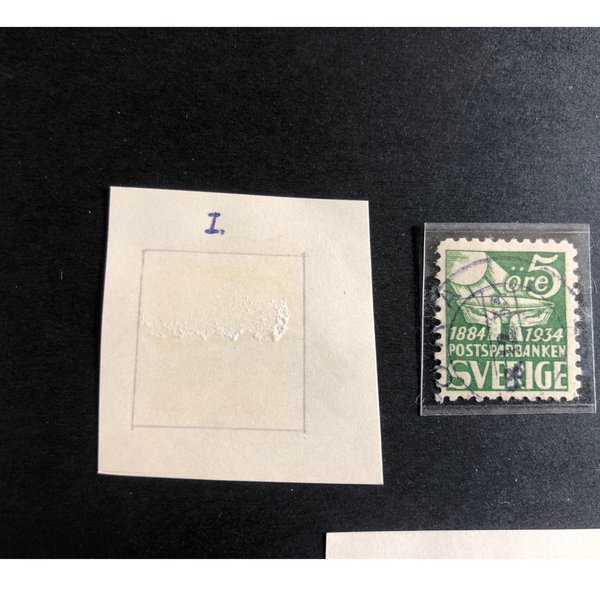 I.
öre 5
1884 1934
POSTSPARBANKEN
SVERIGE